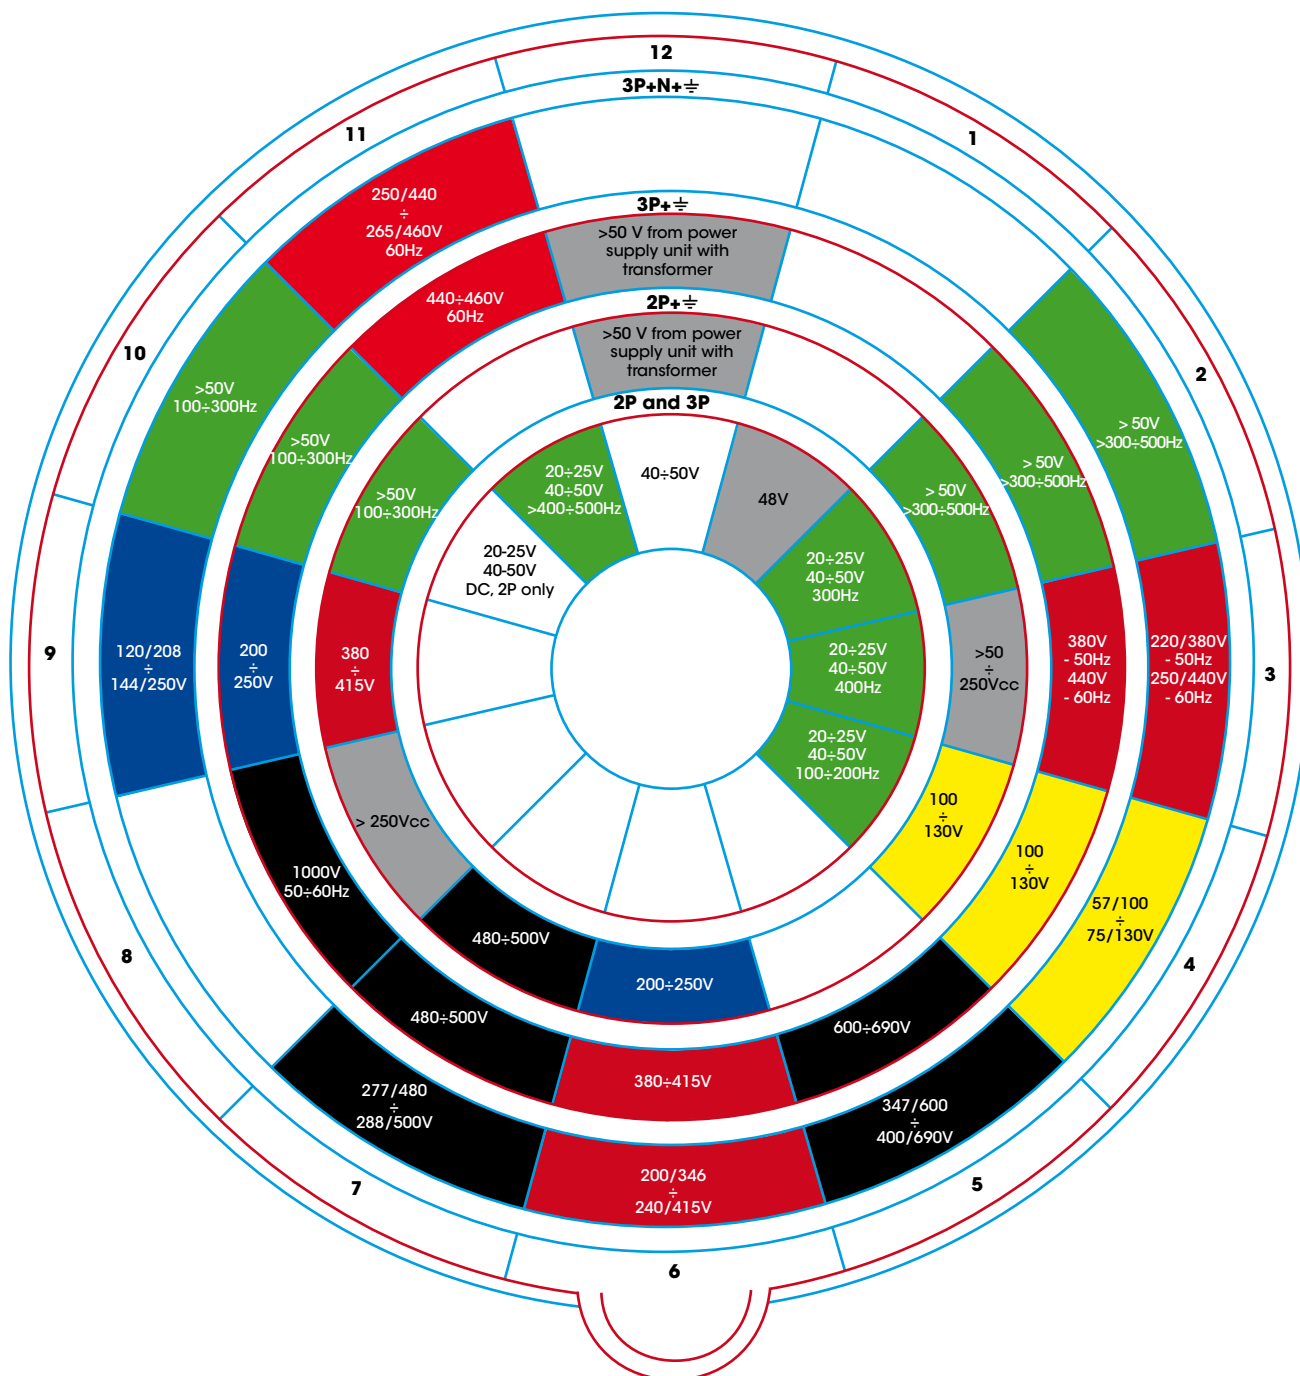 12
3P+N+⏚
11
1
250/440
÷
265/460V
60Hz
3P+⏚
>50 V from power
supply unit with
transformer
440÷460V
60Hz
2P+⏚
>50 V from power
supply unit with
transformer
10
2
>50V
100÷300Hz
2P and 3P
>50V
100÷300Hz
>50V
100÷300Hz
20÷25V
40÷50V
>400÷500Hz
40÷50V
48V
> 50V
>300÷500Hz
> 50V
>300÷500Hz
> 50V
>300÷500Hz
20-25V
40-50V
DC, 2P only
20÷25V
40÷50V
300Hz
9
120/208
÷
144/250V
200
÷
250V
380
÷
415V
20÷25V
40÷50V
400Hz
>50
÷
250Vcc
380V
- 50Hz
440V
- 60Hz
220/380V
- 50Hz
250/440V
- 60Hz
3
20÷25V
40÷50V
100÷200Hz
> 250Vcc
100
÷
130V
1000V
50÷60Hz
100
÷
130V
57/100
÷
75/130V
8
480÷500V
200÷250V
4
480÷500V
380÷415V
600÷690V
277/480
÷
288/500V
200/346
÷
240/415V
347/600
÷
400/690V
7
5
6